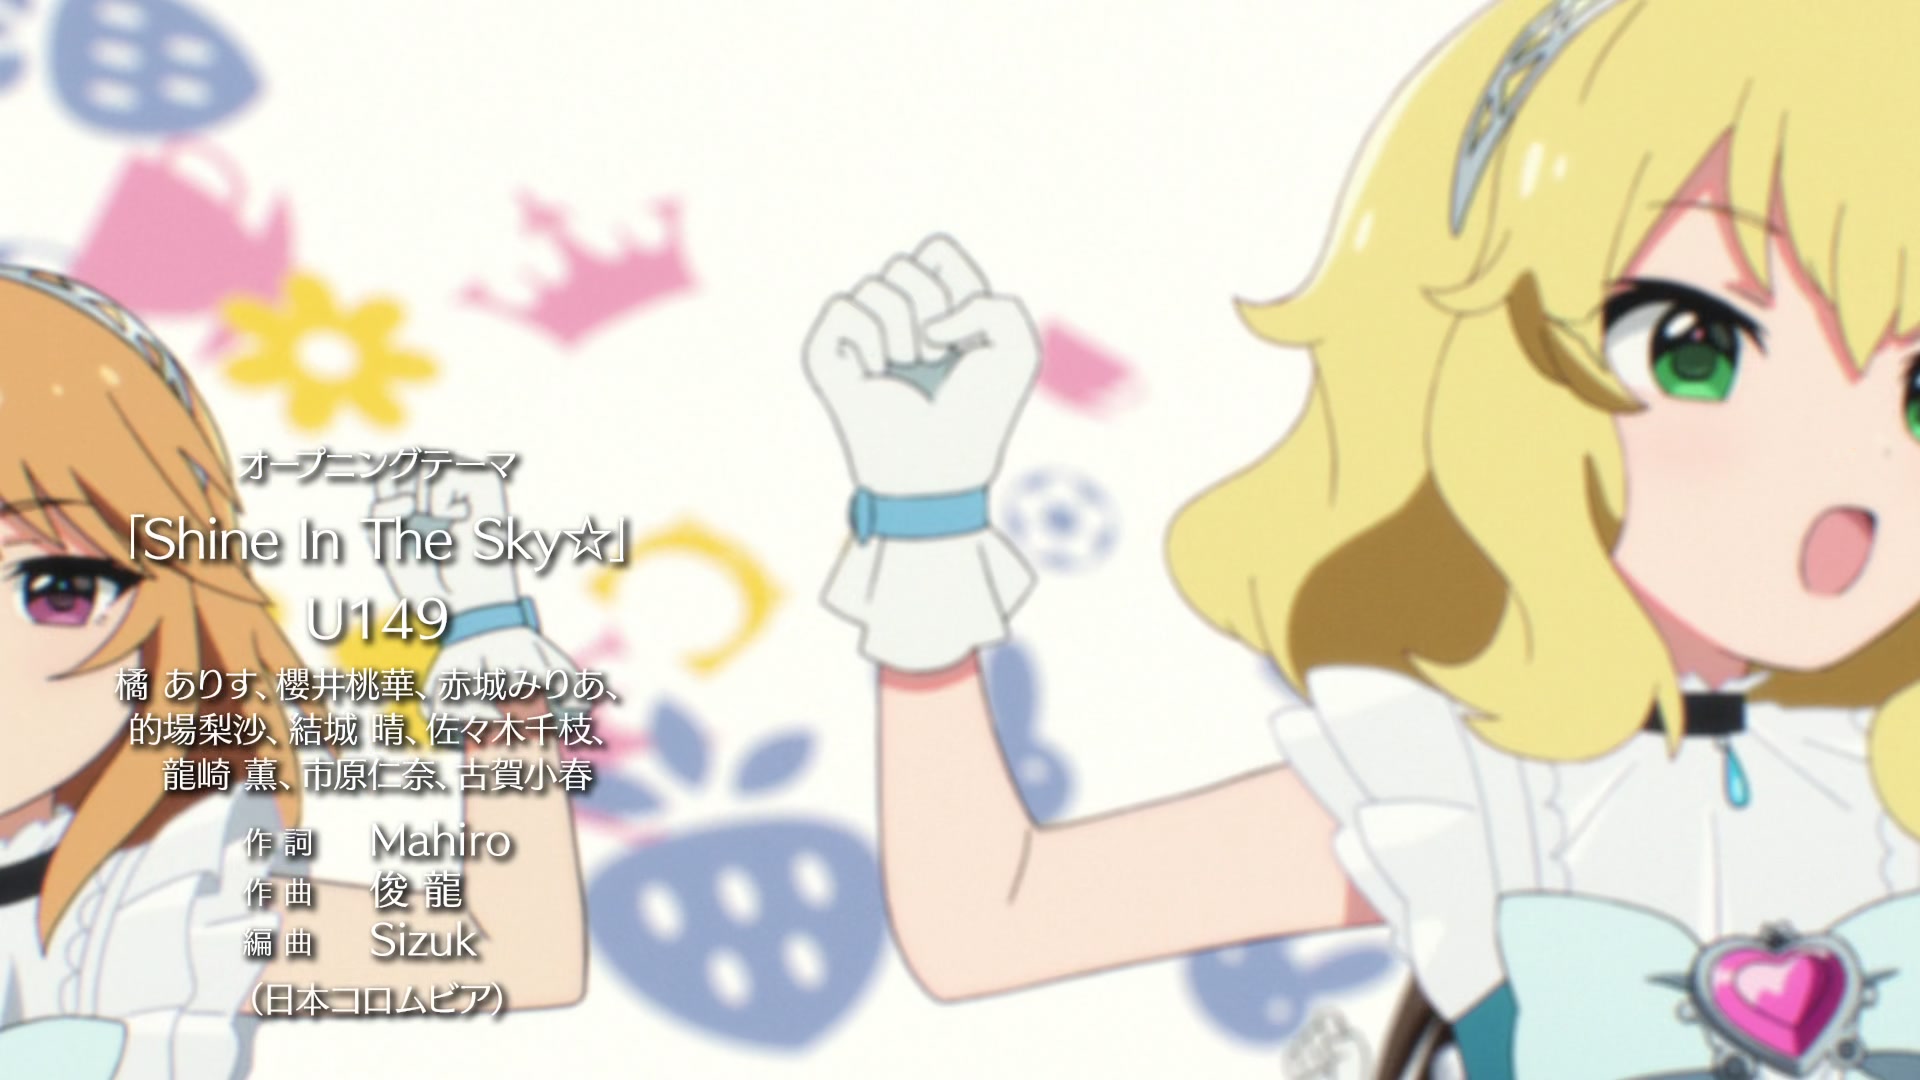 オープニングテーマ
「Shine In The Sky☆」
U149
橘 ありす、櫻井桃華、赤城みりあ、
的場梨沙、結城 晴、佐々木千枝、
龍崎 薫、市原仁奈、古賀小春
作詞 Mahiro
作曲 俊龍
編曲 Sizuk
（日本コロムビア）